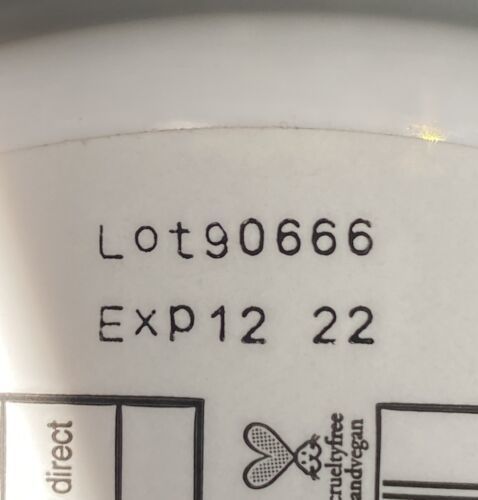 Lot90666
Exp12 22
direct
crueltyfree
andvegan